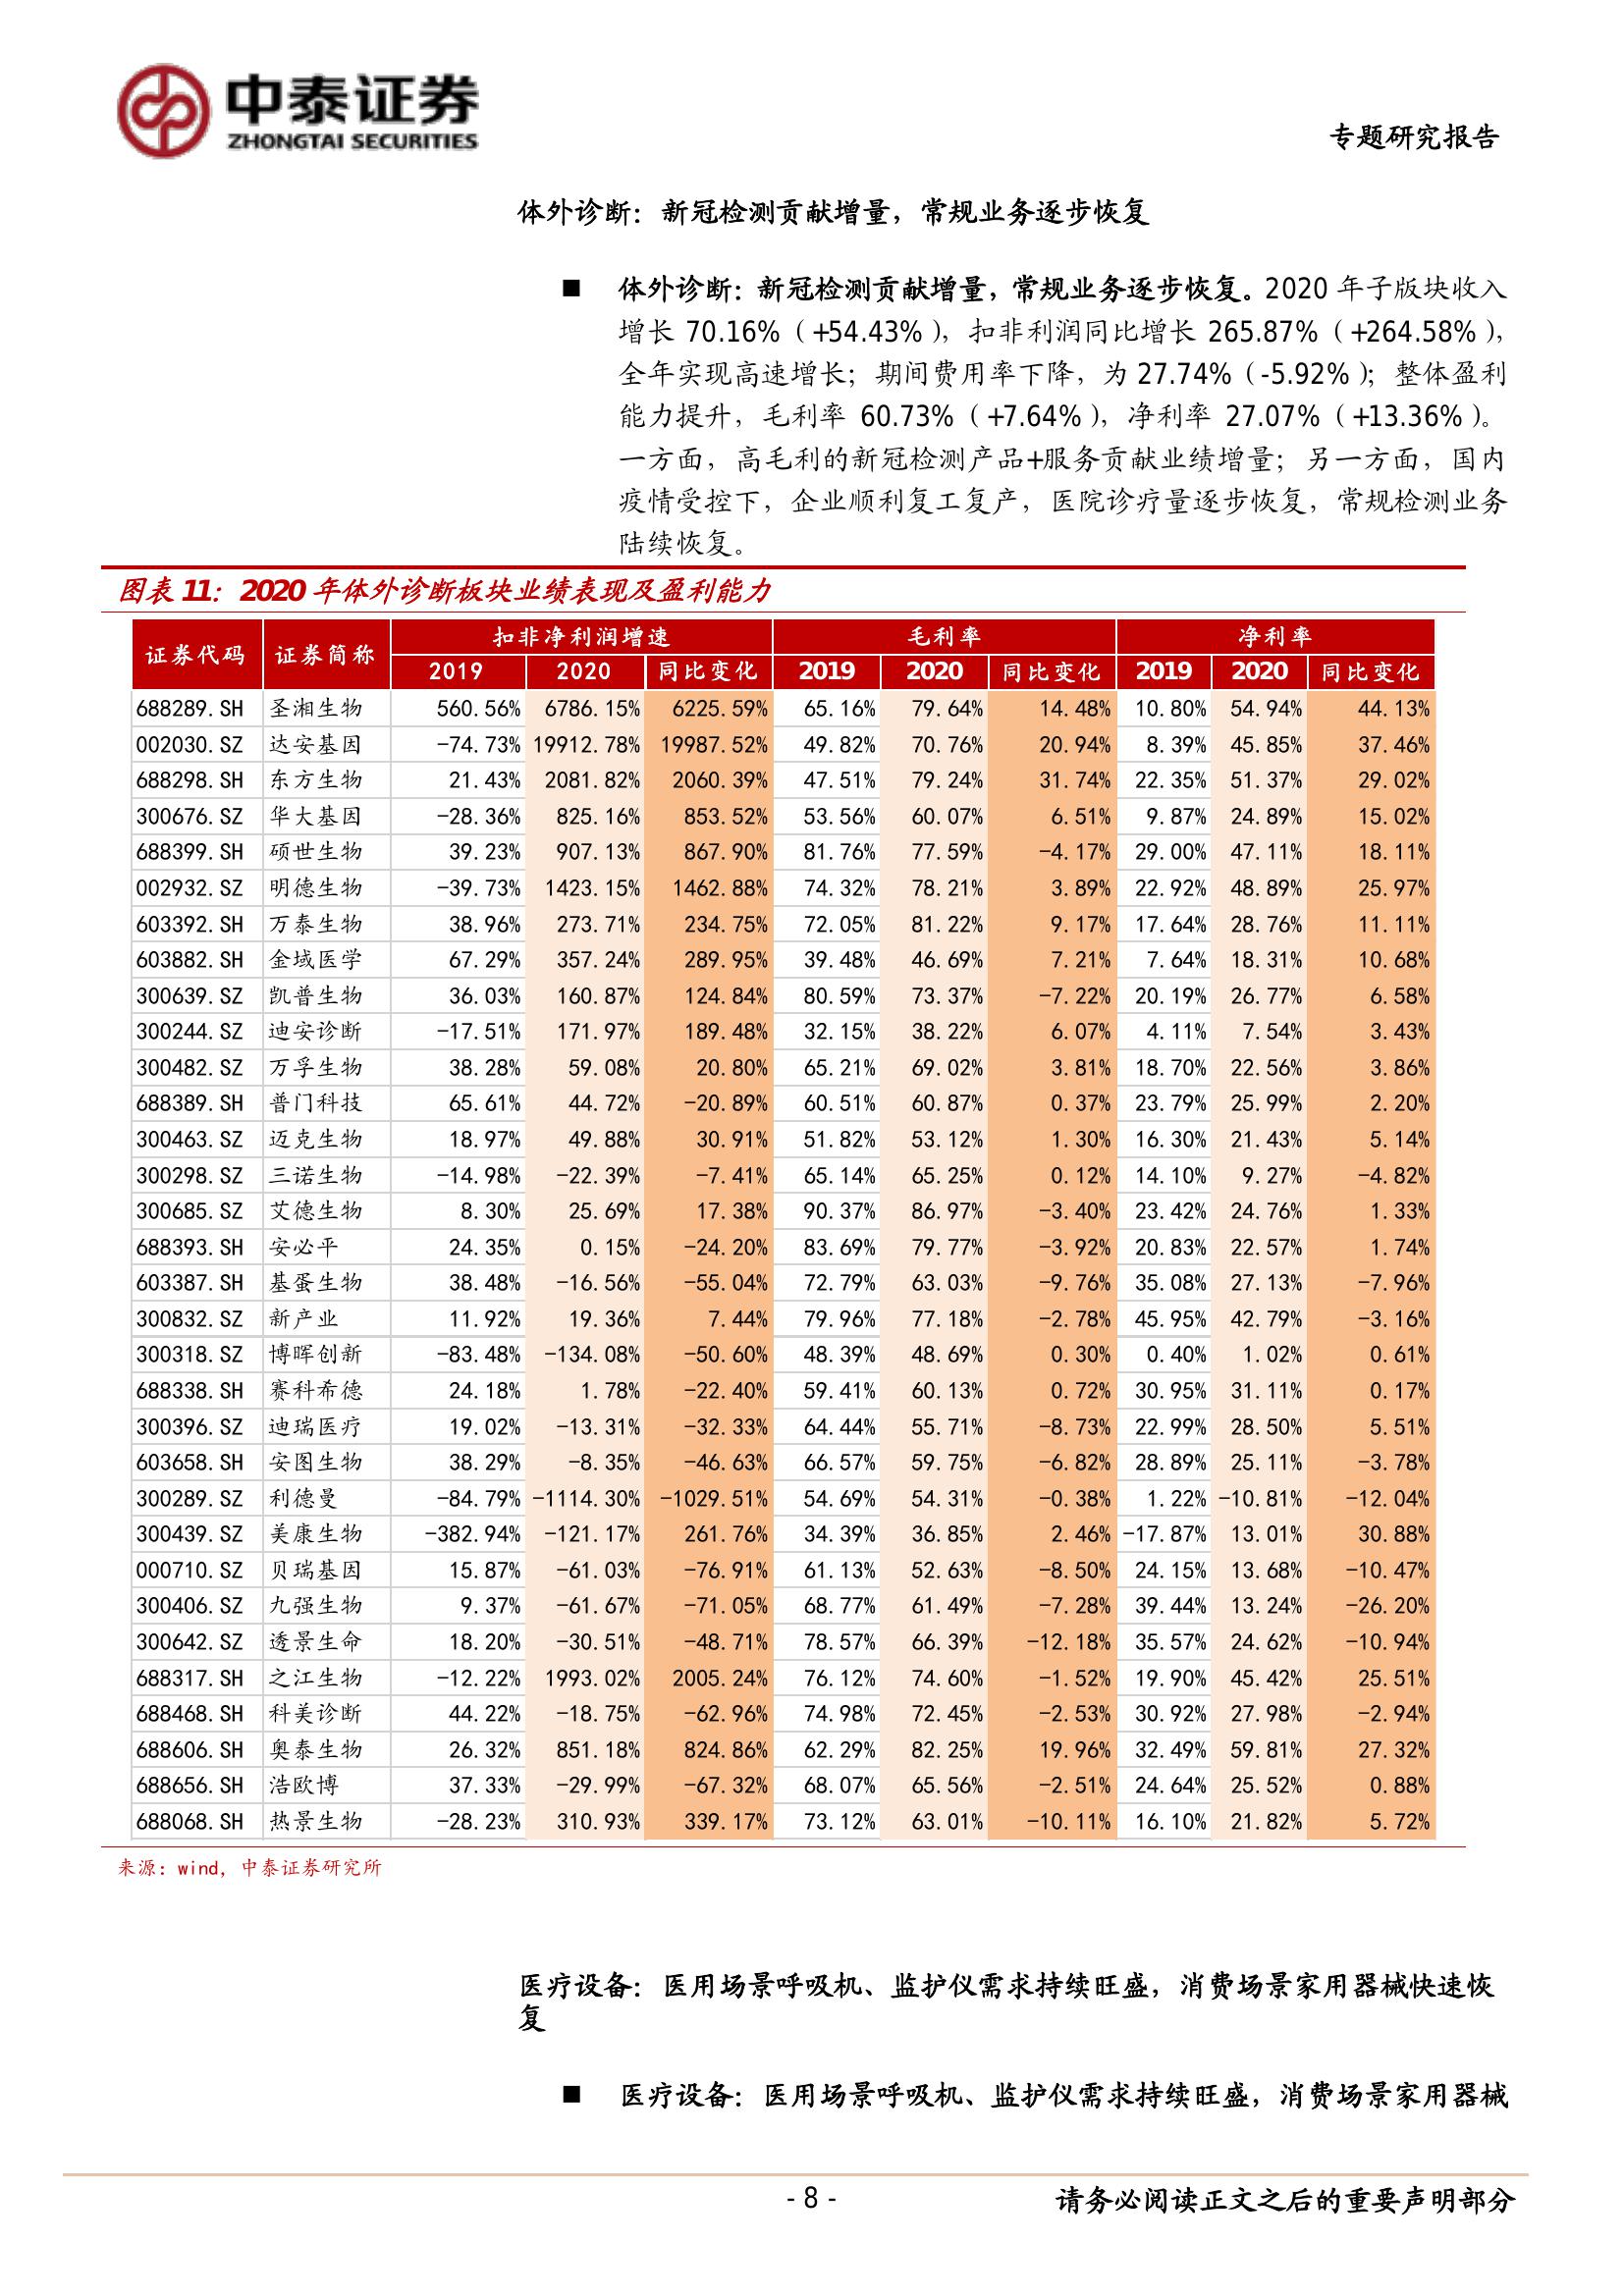 中泰证券
ZHONGTAI SECURITIES
专题研究报告
体外诊断：新冠检测贡献增量，常规业务逐步恢复
■ 体外诊断：新冠检测贡献增量，常规业务逐步恢复。2020 年子版块收入
增长 70.16%（+54.43%），扣非利润同比增长 265.87%（+264.58%），
全年实现高速增长；期间费用率下降，为 27.74%（-5.92%）；整体盈利
能力提升，毛利率 60.73%（+7.64%），净利率 27.07%（+13.36%）。
一方面，高毛利的新冠检测产品+服务贡献业绩增量；另一方面，国内
疫情受控下，企业顺利复工复产，医院诊疗量逐步恢复，常规检测业务
陆续恢复。
图表 11：2020 年体外诊断板块业绩表现及盈利能力
证券代码 证券简称 扣非净利润增速 毛利率 净利率
2019 2020 同比变化 2019 2020 同比变化 2019 2020 同比变化
688289.SH 圣湘生物 560.56% 6786.15% 6225.59% 65.16% 79.64% 14.48% 10.80% 54.94% 44.13%
002030.SZ 达安基因 -74.73% 19912.78% 19987.52% 49.82% 70.76% 20.94% 8.39% 45.85% 37.46%
688298.SH 东方生物 21.43% 2081.82% 2060.39% 47.51% 79.24% 31.74% 22.35% 51.37% 29.02%
300676.SZ 华大基因 -28.36% 825.16% 853.52% 53.56% 60.07% 6.51% 9.87% 24.89% 15.02%
688399.SH 硕世生物 39.23% 907.13% 867.90% 81.76% 77.59% -4.17% 29.00% 47.11% 18.11%
002932.SZ 明德生物 -39.73% 1423.15% 1462.88% 74.32% 78.21% 3.89% 22.92% 48.89% 25.97%
603392.SH 万泰生物 38.96% 273.71% 234.75% 72.05% 81.22% 9.17% 17.64% 28.76% 11.11%
603882.SH 金域医学 67.29% 357.24% 289.95% 39.48% 46.69% 7.21% 7.64% 18.31% 10.68%
300639.SZ 凯普生物 36.03% 160.87% 124.84% 80.59% 73.37% -7.22% 20.19% 26.77% 6.58%
300244.SZ 迪安诊断 -17.51% 171.97% 189.48% 32.15% 38.22% 6.07% 4.11% 7.54% 3.43%
300482.SZ 万孚生物 38.28% 59.08% 20.80% 65.21% 69.02% 3.81% 18.70% 22.56% 3.86%
688389.SH 普门科技 65.61% 44.72% -20.89% 60.51% 60.87% 0.37% 23.79% 25.99% 2.20%
300463.SZ 迈克生物 18.97% 49.88% 30.91% 51.82% 53.12% 1.30% 16.30% 21.43% 5.14%
300298.SZ 三诺生物 -14.98% -22.39% -7.41% 65.14% 65.25% 0.12% 14.10% 9.27% -4.82%
300685.SZ 艾德生物 8.30% 25.69% 17.38% 90.37% 86.97% -3.40% 23.42% 24.76% 1.33%
688393.SH 安必平 24.35% 0.15% -24.20% 83.69% 79.77% -3.92% 20.83% 22.57% 1.74%
603387.SH 基蛋生物 38.48% -16.56% -55.04% 72.79% 63.03% -9.76% 35.08% 27.13% -7.96%
300832.SZ 新产业 11.92% 19.36% 7.44% 79.96% 77.18% -2.78% 45.95% 42.79% -3.16%
300318.SZ 博晖创新 -83.48% -134.08% -50.60% 48.39% 48.69% 0.30% 0.40% 1.02% 0.61%
688338.SH 赛科希德 24.18% 1.78% -22.40% 59.41% 60.13% 0.72% 30.95% 31.11% 0.17%
300396.SZ 迪瑞医疗 19.02% -13.31% -32.33% 64.44% 55.71% -8.73% 22.99% 28.50% 5.51%
603658.SH 安图生物 38.29% -8.35% -46.63% 66.57% 59.75% -6.82% 28.89% 25.11% -3.78%
300289.SZ 利德曼 -84.79% -1114.30% -1029.51% 54.69% 54.31% -0.38% 1.22% -10.81% -12.04%
300439.SZ 美康生物 -382.94% -121.17% 261.76% 34.39% 36.85% 2.46% -17.87% 13.01% 30.88%
000710.SZ 贝瑞基因 15.87% -61.03% -76.91% 61.13% 52.63% -8.50% 24.15% 13.68% -10.47%
300406.SZ 九强生物 9.37% -61.67% -71.05% 68.77% 61.49% -7.28% 39.44% 13.24% -26.20%
300642.SZ 透景生命 18.20% -30.51% -48.71% 78.57% 66.39% -12.18% 35.57% 24.62% -10.94%
688317.SH 之江生物 -12.22% 1993.02% 2005.24% 76.12% 74.60% -1.52% 19.90% 45.42% 25.51%
688468.SH 科美诊断 44.22% -18.75% -62.96% 74.98% 72.45% -2.53% 30.92% 27.98% -2.94%
688606.SH 奥泰生物 26.32% 851.18% 824.86% 62.29% 82.25% 19.96% 32.49% 59.81% 27.32%
688656.SH 浩欧博 37.33% -29.99% -67.32% 68.07% 65.56% -2.51% 24.64% 25.52% 0.88%
688068.SH 热景生物 -28.23% 310.93% 339.17% 73.12% 63.01% -10.11% 16.10% 21.82% 5.72%
来源：wind，中泰证券研究所
医疗设备：医用场景呼吸机、监护仪需求持续旺盛，消费场景家用器械快速恢
复
■ 医疗设备：医用场景呼吸机、监护仪需求持续旺盛，消费场景家用器械
- 8 -
请务必阅读正文之后的重要声明部分